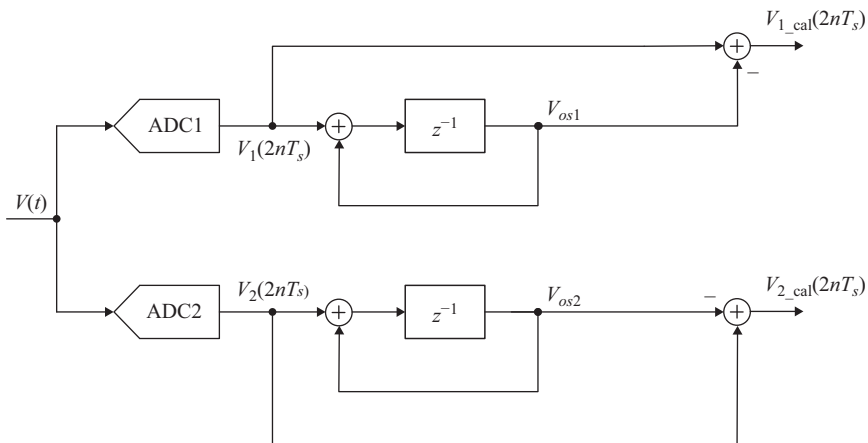 V1_cal(2nTs)
+
−
ADC1
V1(2nTs)
+
z−1
Vos1
V(t)
ADC2
V2(2nTs)
+
z−1
Vos2
−
+
V2_cal(2nTs)